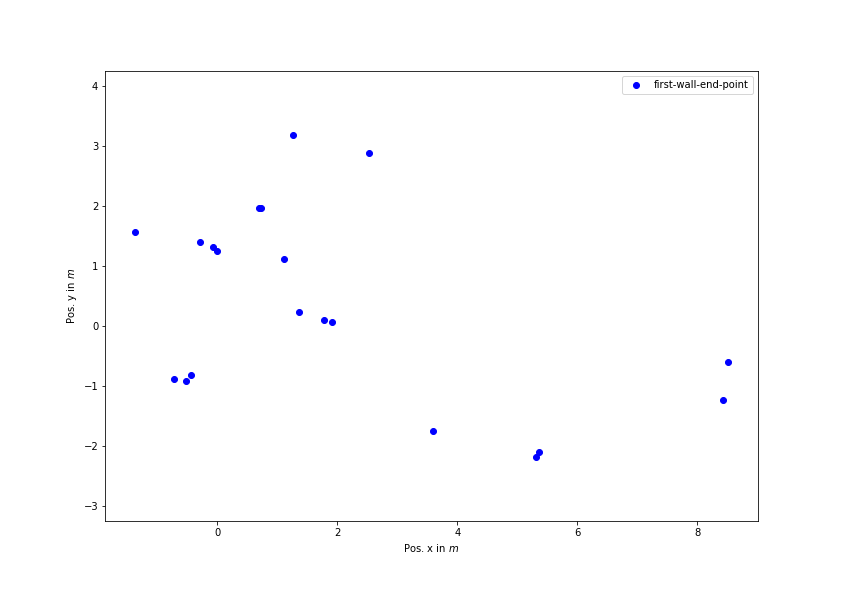 first-wall-end-point
4
3
2
1
0
−1
−2
−3
Pos. y in m
0 2 4 6 8
Pos. x in m